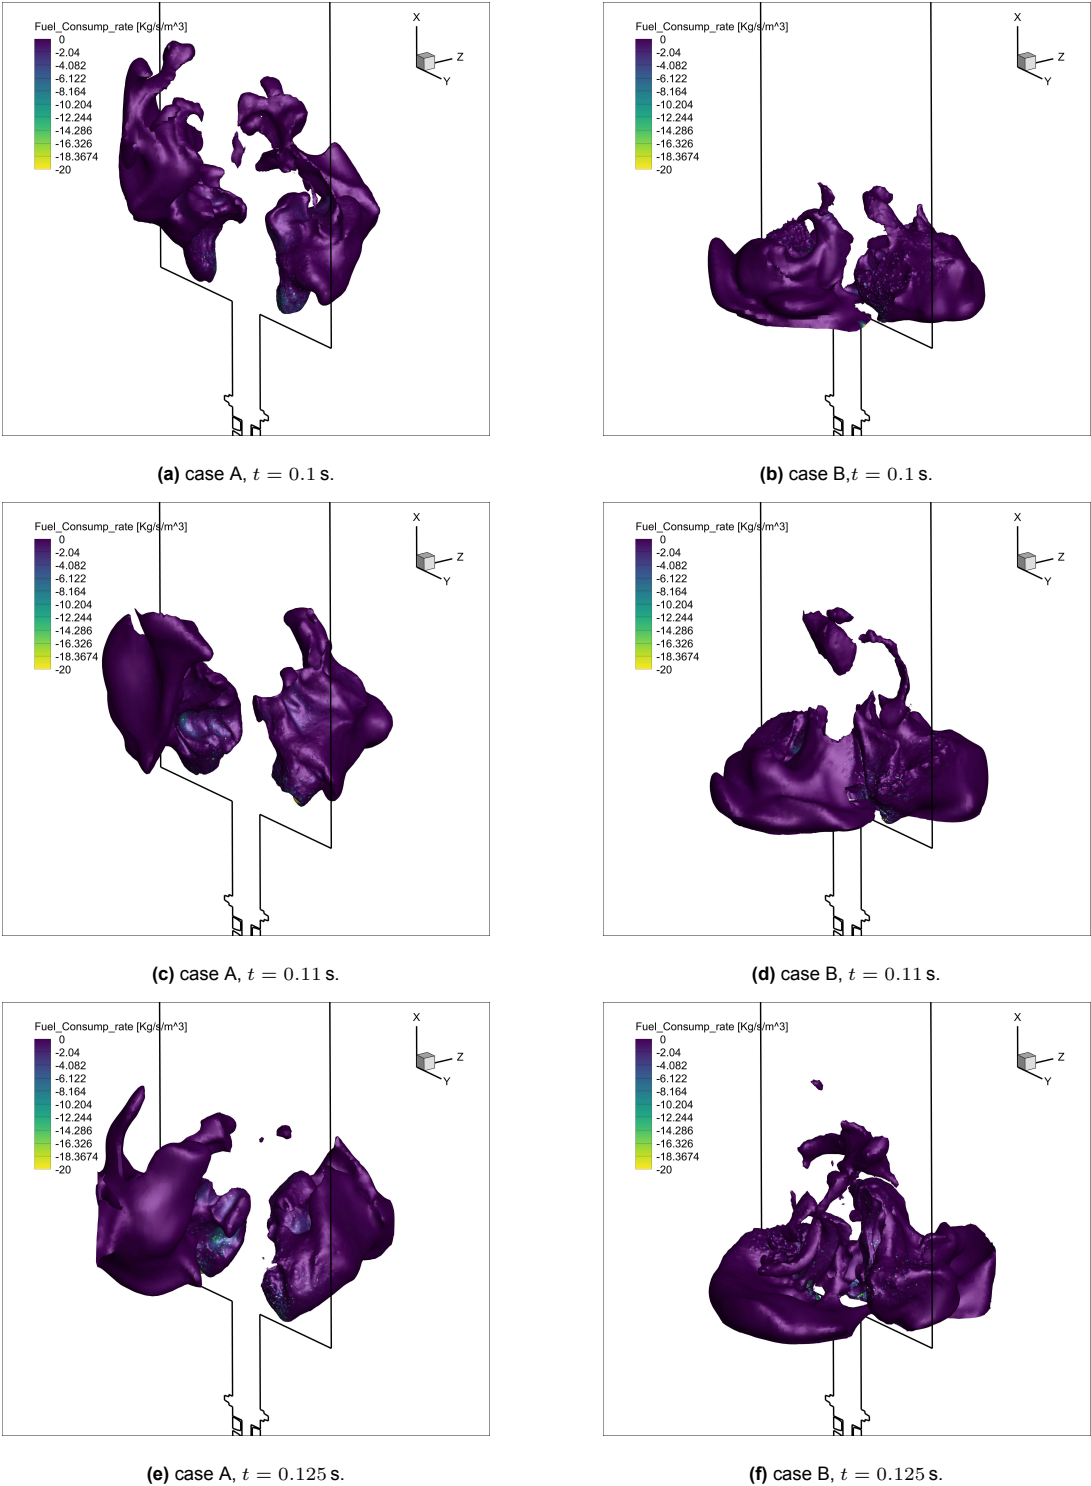 Fuel_Consump_rate [Kg/s/m^3]
0
-2.04
-4.082
-6.122
-8.164
-10.204
-12.244
-14.286
-16.326
-18.3674
-20
X
Z
Y
(a) case A, t = 0.1 s.
Fuel_Consump_rate [Kg/s/m^3]
0
-2.04
-4.082
-6.122
-8.164
-10.204
-12.244
-14.286
-16.326
-18.3674
-20
X
Z
Y
(b) case B,t = 0.1 s.
Fuel_Consump_rate [Kg/s/m^3]
0
-2.04
-4.082
-6.122
-8.164
-10.204
-12.244
-14.286
-16.326
-18.3674
-20
X
Z
Y
(c) case A, t = 0.11 s.
Fuel_Consump_rate [Kg/s/m^3]
0
-2.04
-4.082
-6.122
-8.164
-10.204
-12.244
-14.286
-16.326
-18.3674
-20
X
Z
Y
(d) case B, t = 0.11 s.
Fuel_Consump_rate [Kg/s/m^3]
0
-2.04
-4.082
-6.122
-8.164
-10.204
-12.244
-14.286
-16.326
-18.3674
-20
X
Z
Y
(e) case A, t = 0.125 s.
Fuel_Consump_rate [Kg/s/m^3]
0
-2.04
-4.082
-6.122
-8.164
-10.204
-12.244
-14.286
-16.326
-18.3674
-20
X
Z
Y
(f) case B, t = 0.125 s.